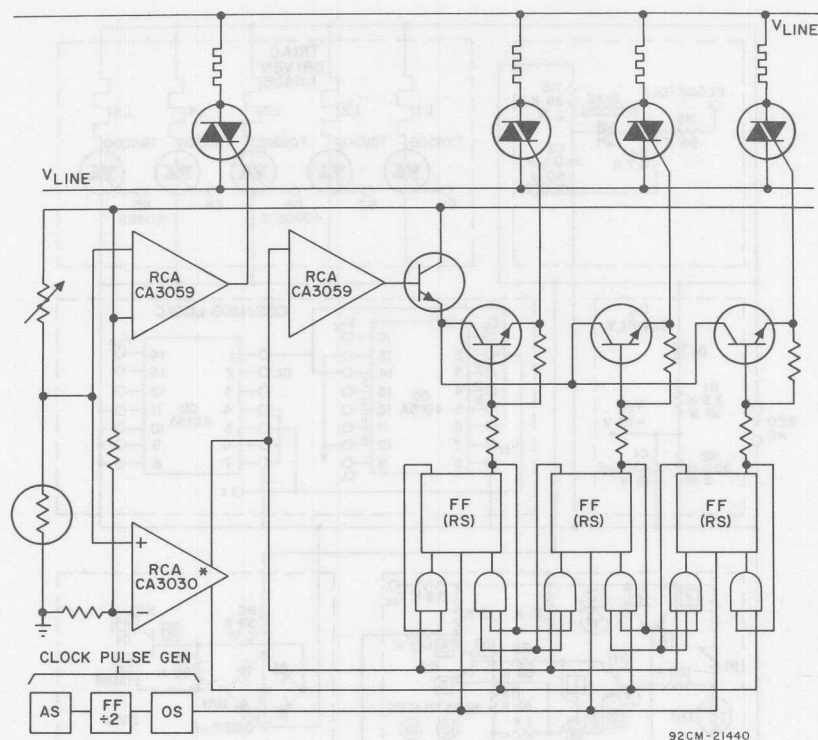 VLINE
VLINE
RCA
CA3059
RCA
CA3059
FF
(RS)
FF
(RS)
FF
(RS)
+
RCA
CA3030
*
CLOCK PULSE GEN
AS
FF
÷2
OS
92CM-21440